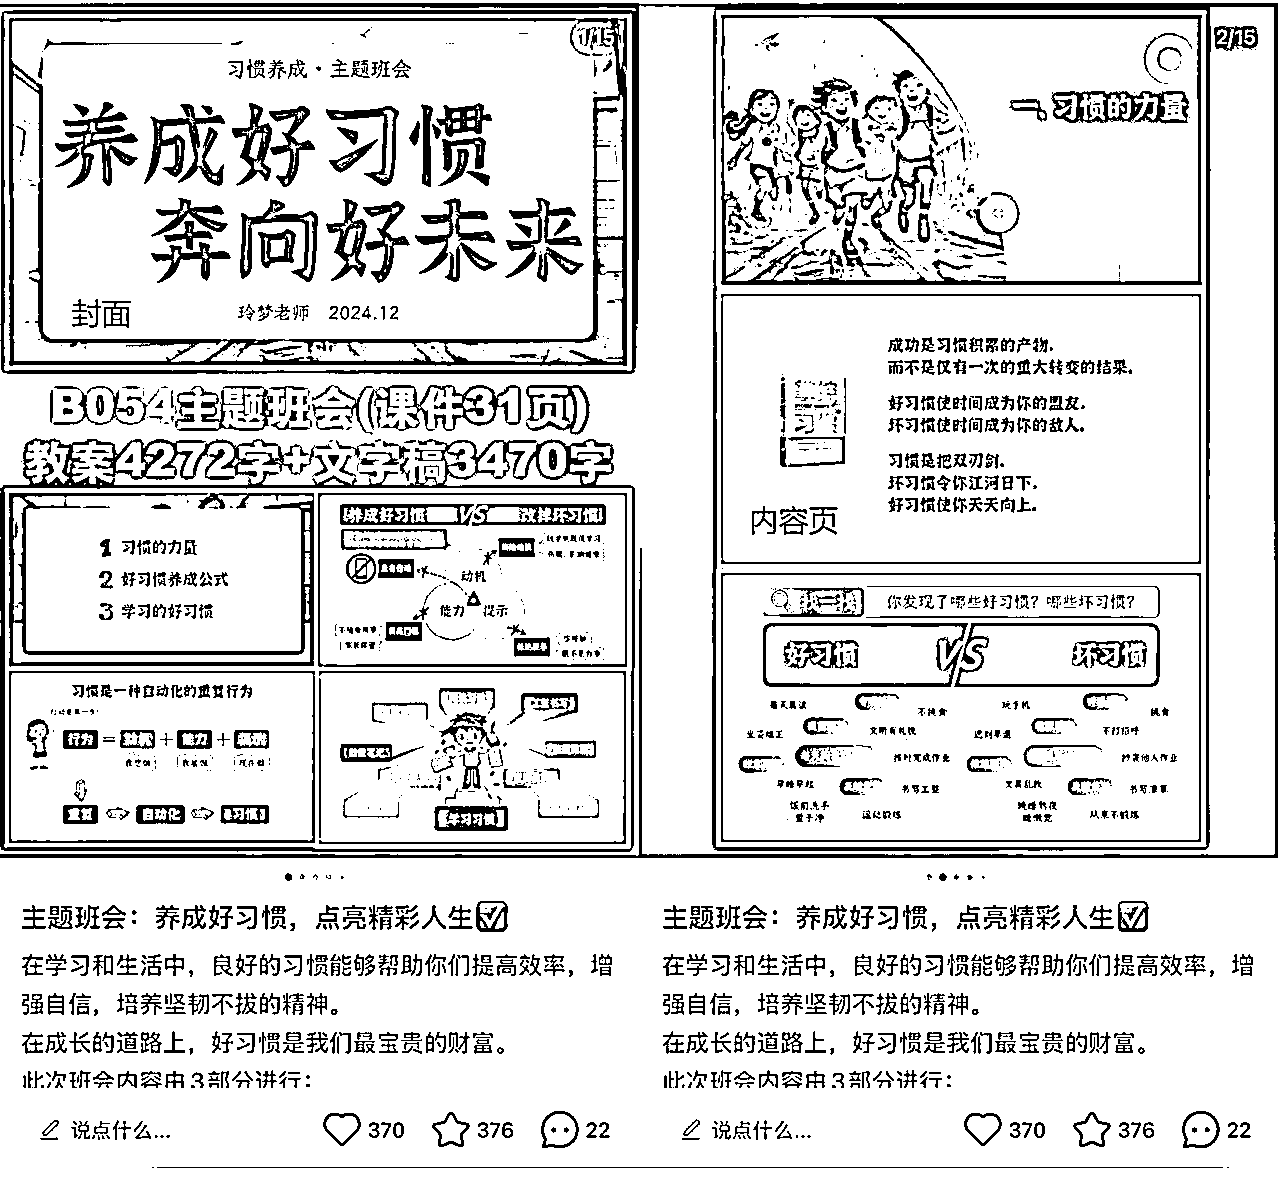 1/15
习惯养成·主题班会
养成好习惯
奔向好未来
封面
玲梦老师 2024.12
B054主题班会(课件31页)
教案4272字+文字稿3470字
1 习惯的力量
2 好习惯养成公式
3 学习的好习惯
养成好习惯 VS 改掉坏习惯
动机
能力
提示
习惯是一种自动化的重复行为
行为 = 动机 + 能力 + 提示
重复
自动化
学习习惯
2/15
一、习惯的力量
成功是习惯积累的产物,
而不是仅有一次的重大转变的结果。
好习惯使时间成为你的盟友,
坏习惯使时间成为你的敌人。
习惯是把双刃剑,
坏习惯令你江河日下,
好习惯使你天天向上。
内容页
你发现了哪些好习惯?哪些坏习惯?
好习惯 VS 坏习惯
不挑食
玩手机
挑食
坐姿端正
文明有礼貌
迟到早退
不打招呼
按时完成作业
抄袭他人作业
早睡早起
书写工整
文具乱放
书写潦草
饭前洗手
运动锻炼
从来不锻炼
主题班会:养成好习惯,点亮精彩人生✅
在学习和生活中,良好的习惯能够帮助你们提高效率,增
强自信,培养坚韧不拔的精神。
在成长的道路上,好习惯是我们最宝贵的财富。
此次班会内容由3部分进行:
说点什么... 370 376 22
主题班会:养成好习惯,点亮精彩人生✅
在学习和生活中,良好的习惯能够帮助你们提高效率,增
强自信,培养坚韧不拔的精神。
在成长的道路上,好习惯是我们最宝贵的财富。
此次班会内容由3部分进行:
说点什么... 370 376 22